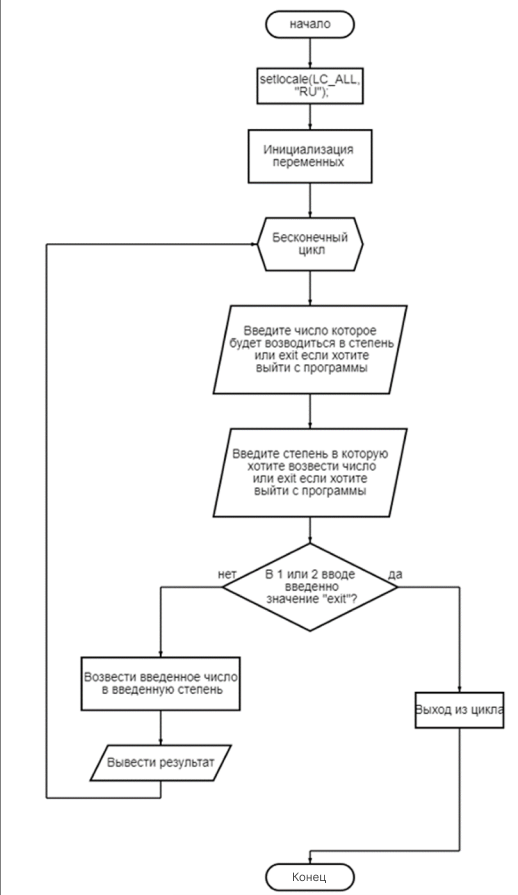 начало
setlocale(LC_ALL,
"RU");
Инициализация
переменных
Бесконечный
цикл
Введите число которое
будет возводиться в степень
или exit если хотите
выйти с программы
Введите степень в которую
хотите возвести число
или exit если хотите
выйти с программы
нет
В 1 или 2 вводе
введенно
значение "exit"?
да
Возвести введенное число
в введенную степень
Выход из цикла
Вывести результат
Конец